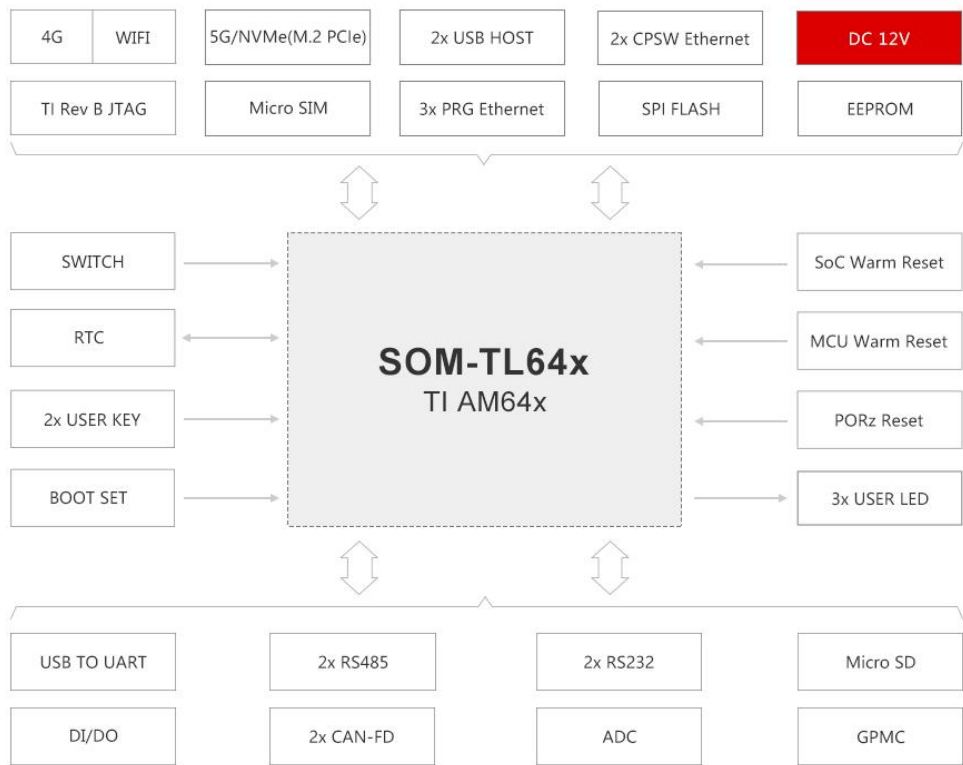 4G
WIFI
5G/NVMe(M.2 PCIe)
2x USB HOST
2x CPSW Ethernet
DC 12V
TI Rev B JTAG
Micro SIM
3x PRG Ethernet
SPI FLASH
EEPROM
SWITCH
SoC Warm Reset
RTC
MCU Warm Reset
SOM-TL64x
TI AM64x
2x USER KEY
PORz Reset
BOOT SET
3x USER LED
USB TO UART
2x RS485
2x RS232
Micro SD
DI/DO
2x CAN-FD
ADC
GPMC